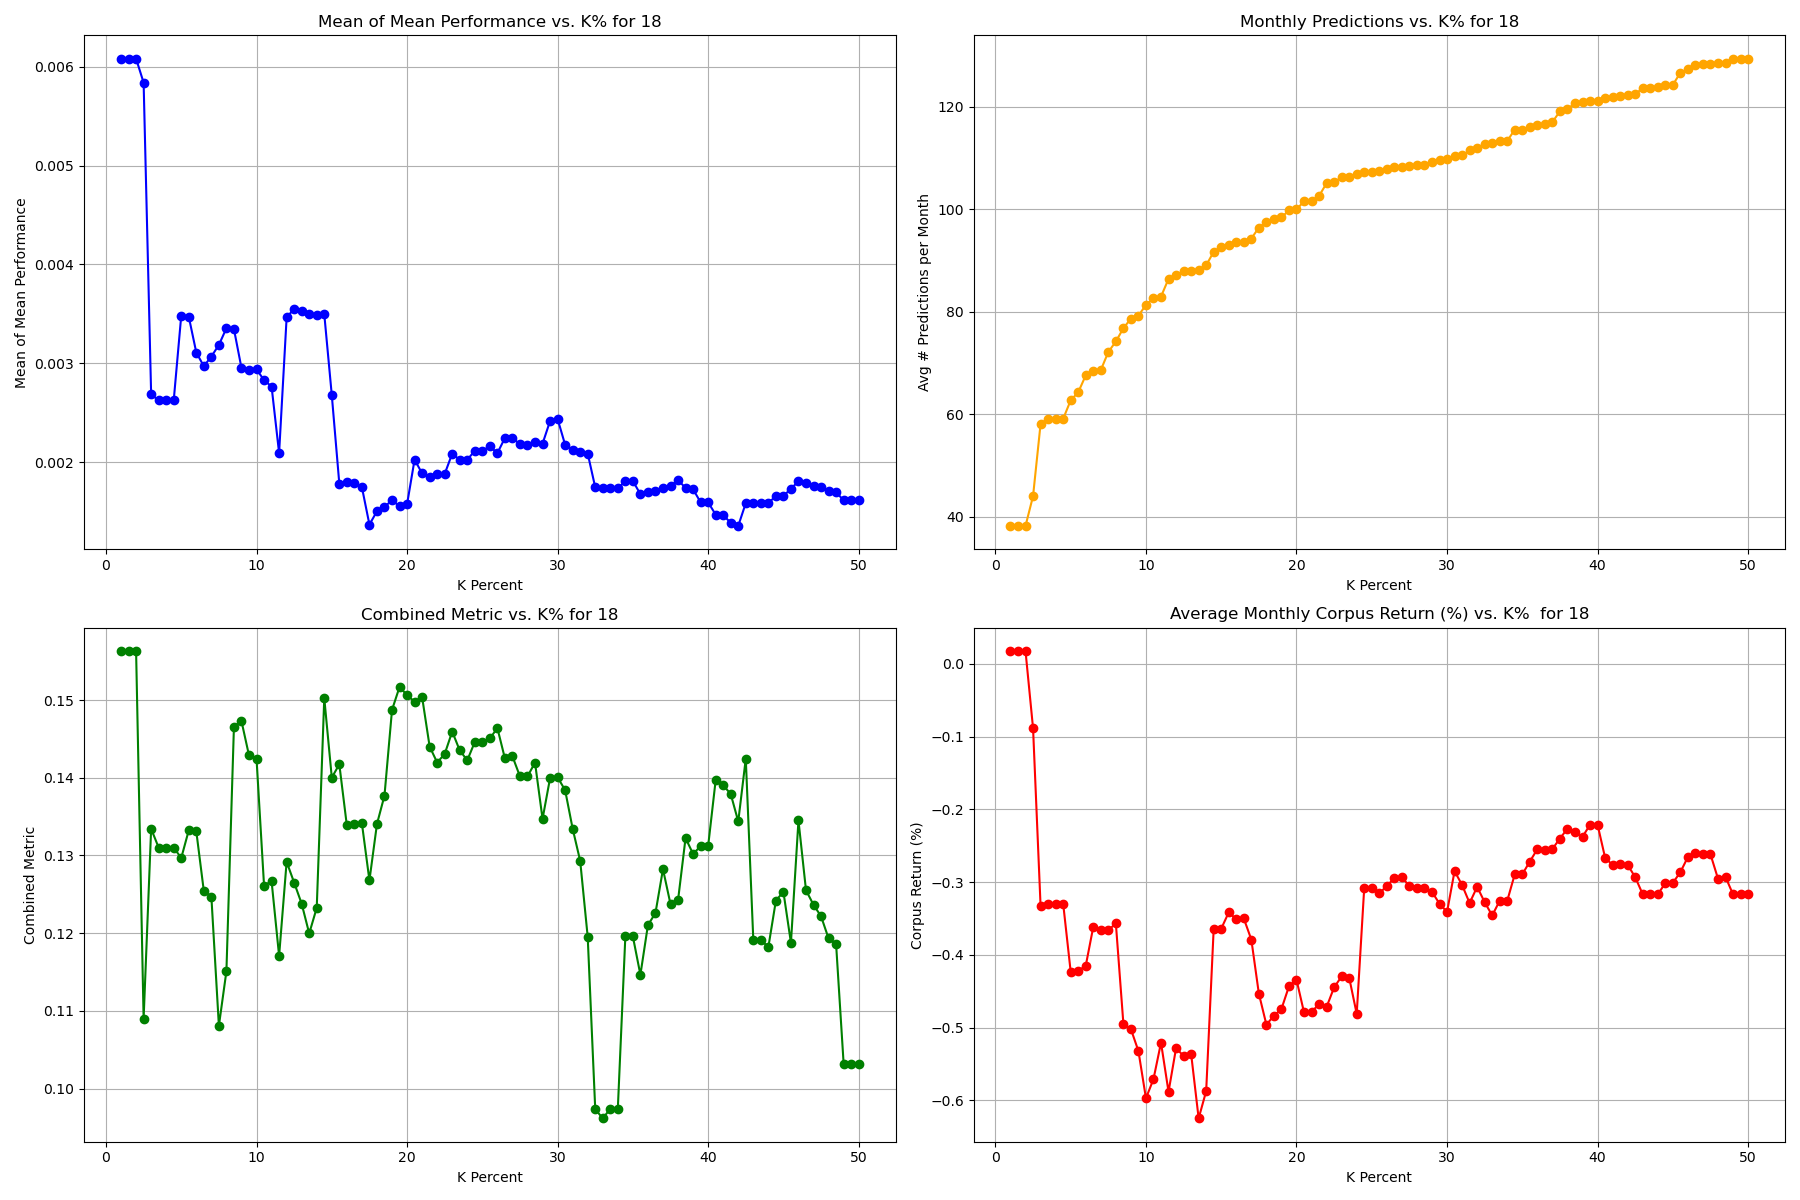 Mean of Mean Performance vs. K% for 18
0.006
0.005
0.004
0.003
0.002
Mean of Mean Performance
0 10 20 30 40 50
K Percent
Monthly Predictions vs. K% for 18
120
100
80
60
40
Avg # Predictions per Month
0 10 20 30 40 50
K Percent
Combined Metric vs. K% for 18
0.15
0.14
0.13
0.12
0.11
0.10
Combined Metric
0 10 20 30 40 50
K Percent
Average Monthly Corpus Return (%) vs. K%  for 18
0.0
−0.1
−0.2
−0.3
−0.4
−0.5
−0.6
Corpus Return (%)
0 10 20 30 40 50
K Percent